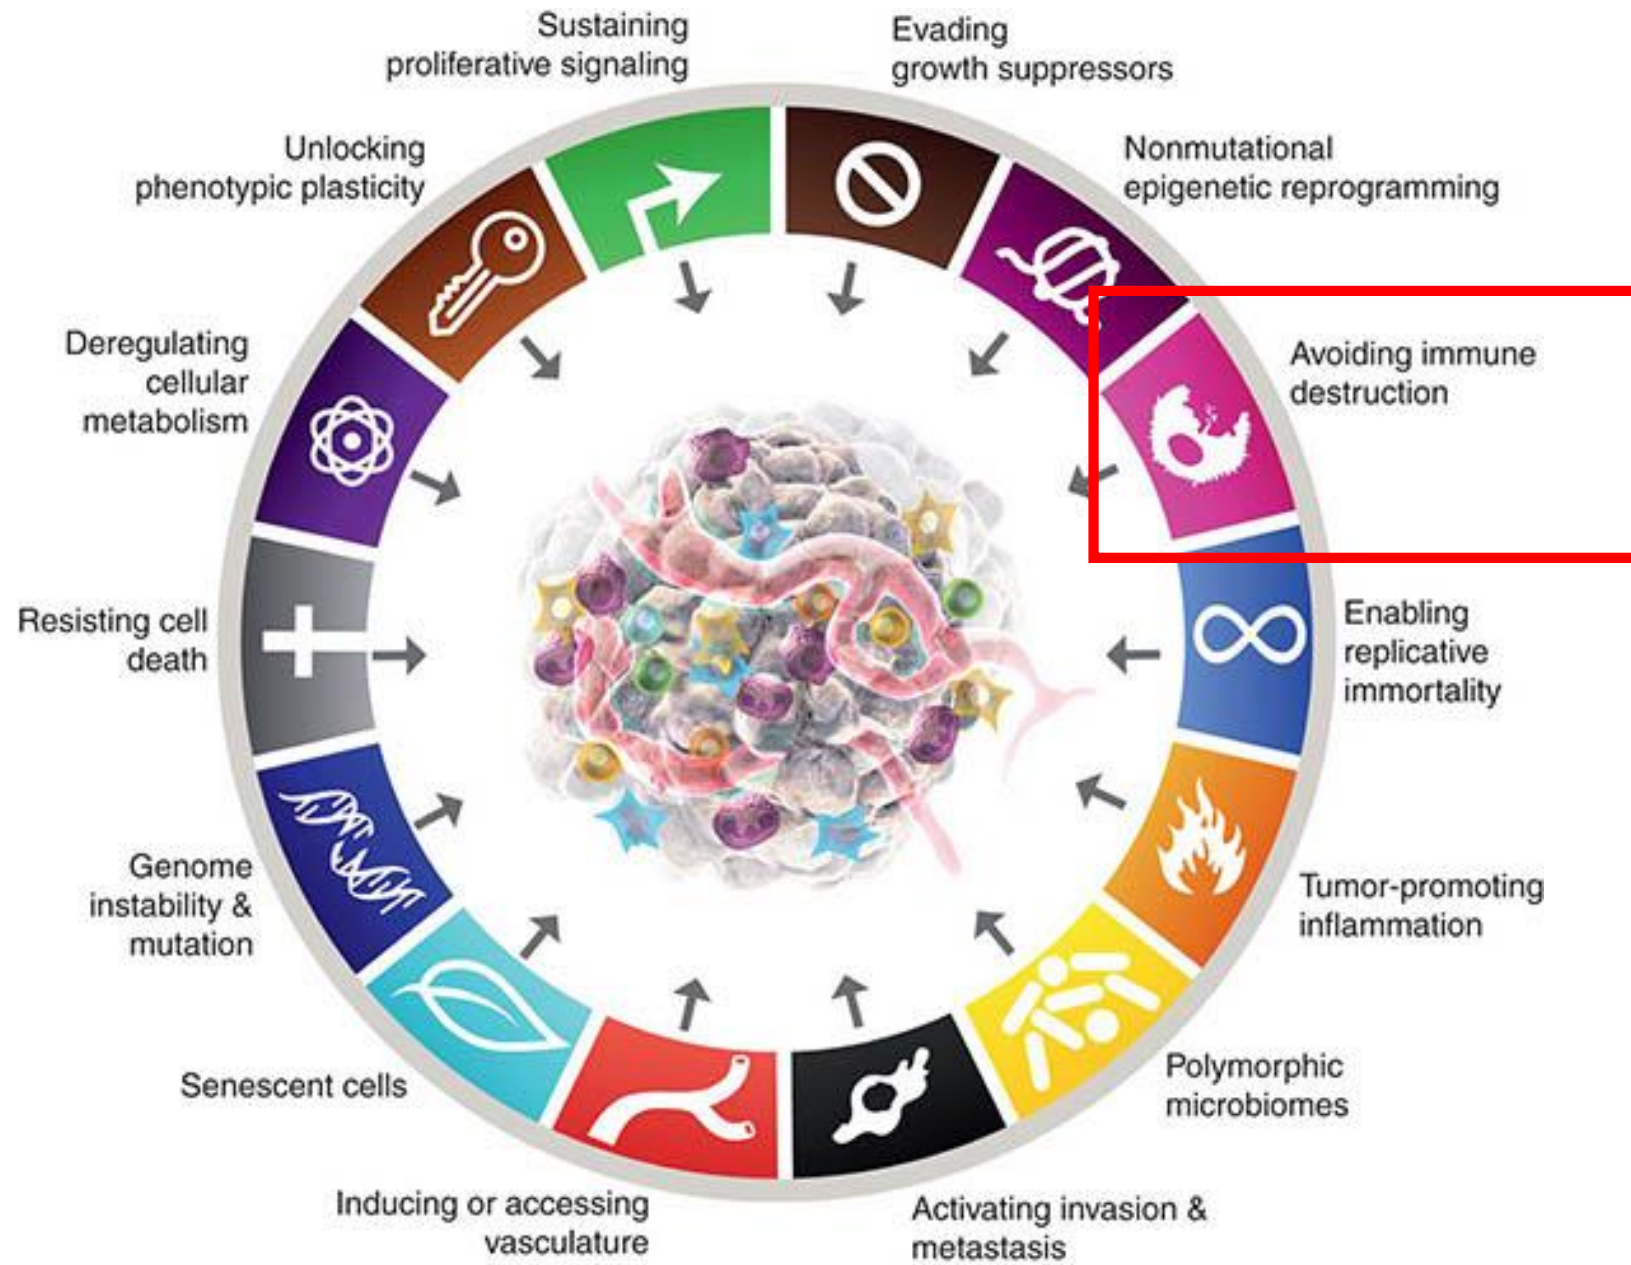 Sustaining
proliferative signaling
Evading
growth suppressors
Nonmutational
epigenetic reprogramming
Avoiding immune
destruction
Enabling
replicative
immortality
Tumor-promoting
inflammation
Polymorphic
microbiomes
Activating invasion &
metastasis
Inducing or accessing
vasculature
Senescent cells
Genome
instability &
mutation
Resisting cell
death
Deregulating
cellular
metabolism
Unlocking
phenotypic plasticity